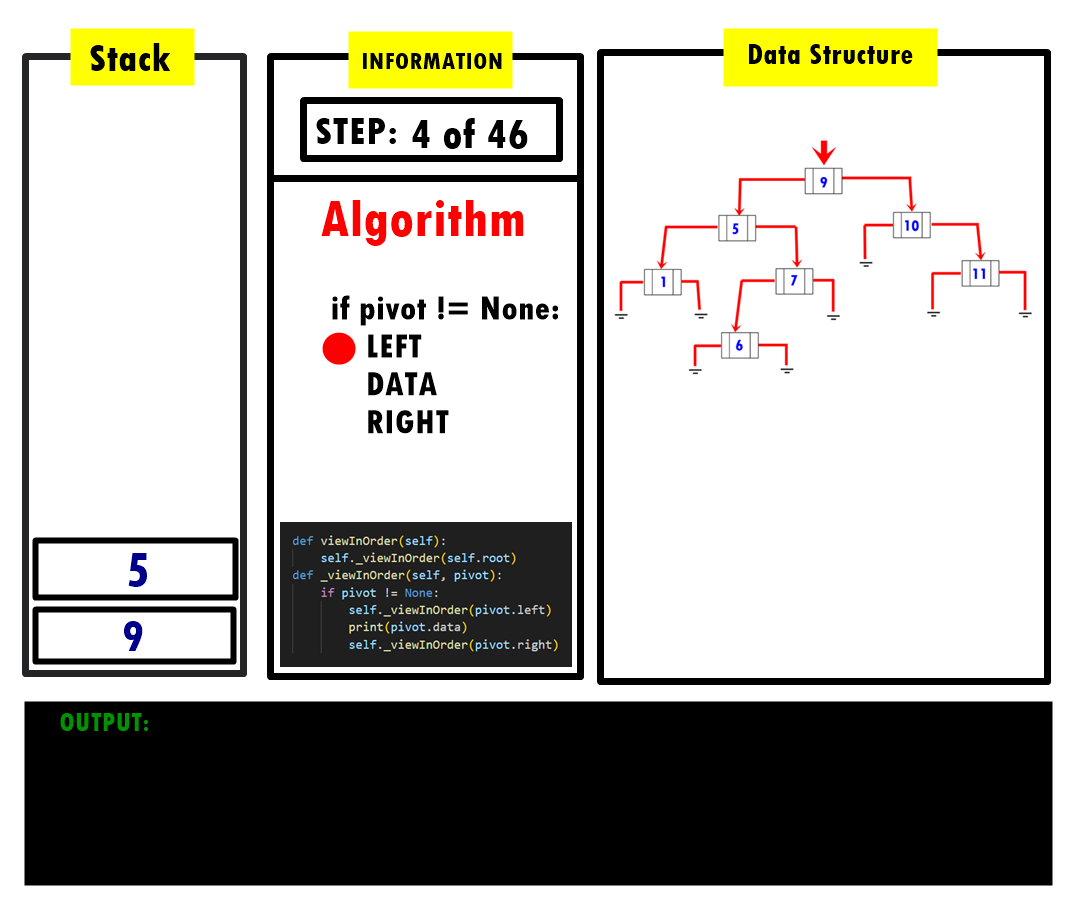 Stack
5
9
INFORMATION
STEP: 4 of 46
Algorithm
if pivot != None:
LEFT
DATA
RIGHT
def viewInOrder(self):
self._viewInOrder(self.root)
def _viewInOrder(self, pivot):
if pivot != None:
self._viewInOrder(pivot.left)
print(pivot.data)
self._viewInOrder(pivot.right)
Data Structure
9
5
10
1
7
11
6
OUTPUT: